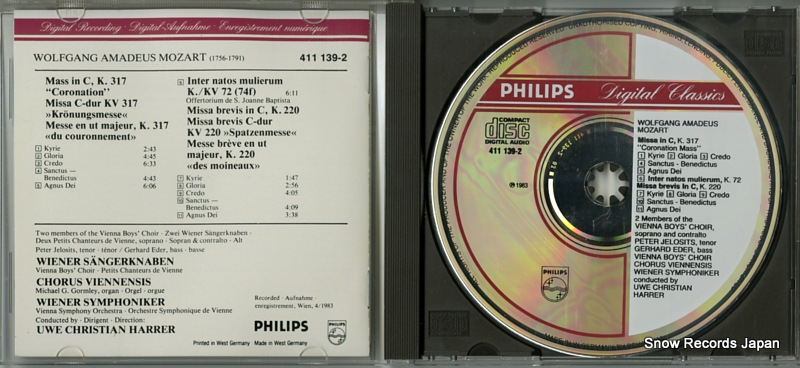 Digital Recording · Digital-Aufnahme · Enregistrement numérique
WOLFGANG AMADEUS MOZART (1756-1791) 411 139-2
Mass in C, K. 317
"Coronation"
Missa C-dur KV 317
»Krönungsmesse«
Messe en ut majeur, K. 317
«du couronnement»
1 Kyrie 2:43
2 Gloria 4:45
3 Credo 6:33
4 Sanctus —
Benedictus 4:43
5 Agnus Dei 6:06
6 Inter natos mulierum
K./KV 72 (74f) 6:11
Offertorium de S. Joanne Baptista
Missa brevis in C, K. 220
Missa brevis C-dur
KV 220 »Spatzenmesse«
Messe brève en ut
majeur, K. 220
«des moineaux»
7 Kyrie 1:47
8 Gloria 2:56
9 Credo 4:05
10 Sanctus —
Benedictus 4:09
11 Agnus Dei 3:38
Two members of the Vienna Boys' Choir · Zwei Wiener Sängerknaben ·
Deux Petits Chanteurs de Vienne, soprano · Sopran & contralto · Alt
Peter Jelosits, tenor · ténor / Gerhard Eder, bass · basse
WIENER SÄNGERKNABEN
Vienna Boys' Choir · Petits Chanteurs de Vienne
CHORUS VIENNENSIS
Michael G. Gormley, organ · Orgel · orgue
WIENER SYMPHONIKER
Vienna Symphony Orchestra · Orchestre Symphonique de Vienne
Conducted by · Dirigent · Direction:
UWE CHRISTIAN HARRER
Recorded · Aufnahme ·
enregistrement, Wien, 4/1983
PHILIPS
PHILIPS
Printed in West Germany Made in West Germany
PHILIPS Digital Classics
COMPACT
disc
DIGITAL AUDIO
411 139-2
℗ 1983
WOLFGANG AMADEUS
MOZART
Missa in C, K. 317
"Coronation Mass"
1 Kyrie 2 Gloria 3 Credo
4 Sanctus - Benedictus
5 Agnus Dei
6 Inter natos mulierum, K. 72
Missa brevis in C, K. 220
7 Kyrie 8 Gloria 9 Credo
10 Sanctus - Benedictus
11 Agnus Dei
2 Members of the
VIENNA BOYS' CHOIR,
soprano and contralto
PETER JELOSITS, tenor
GERHARD EDER, bass
VIENNA BOYS' CHOIR
CHORUS VIENNENSIS
WIENER SYMPHONIKER
conducted by
UWE CHRISTIAN
HARRER
PHILIPS
Snow Records Japan